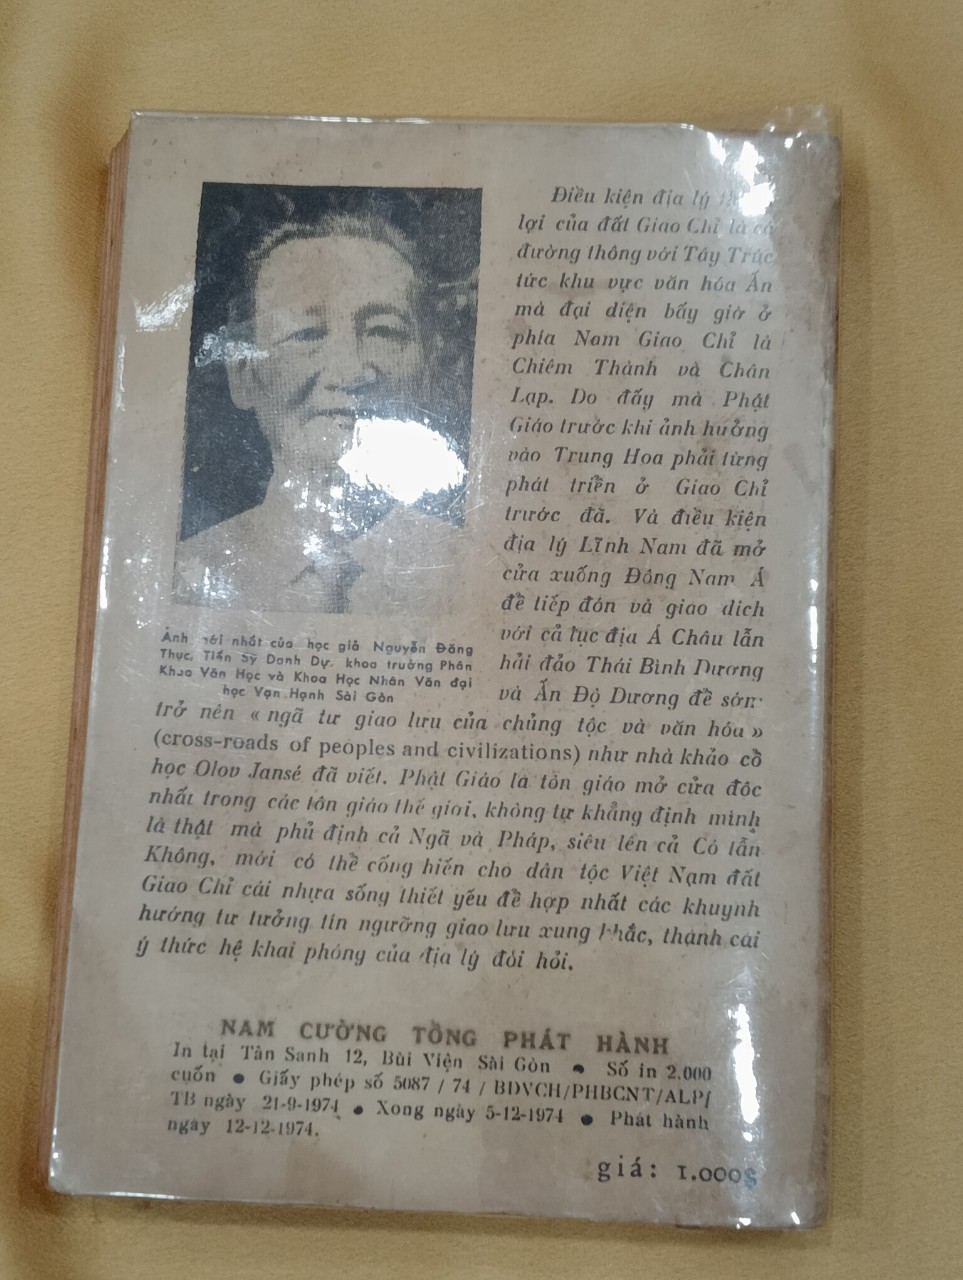 Điều kiện địa lý
lợi của đất Giao Chỉ là có
đường thông với Tây Trúc
tức khu vực văn hóa Ấn
mà đại diện bấy giờ ở
phía Nam Giao Chỉ là
Chiêm Thành và Chân
Lạp. Do đấy mà Phật
Giáo trước khi ảnh hưởng
vào Trung Hoa phải từng
phát triển ở Giao Chỉ
trước đã. Và điều kiện
địa lý Lĩnh Nam đã mở
cửa xuống Đông Nam Á
để tiếp đón và giao dịch
với cả lục địa Á Châu lẫn
hải đảo Thái Bình Dương
và Ấn Độ Dương để sớm
Ảnh mới nhất của học giả Nguyễn Đăng
Thục, Tiến Sỹ Danh Dự, khoa trưởng Phân
Khoa Văn Học và Khoa Học Nhân Văn đại
học Vạn Hạnh Sài Gòn
trở nên « ngã tư giao lưu của chủng tộc và văn hóa »
(cross-roads of peoples and civilizations) như nhà khảo cổ
học Olov Jansé đã viết. Phật Giáo là tôn giáo mở cửa độc
nhất trong các tôn giáo thế giới, không tự khẳng định mình
là thật mà phủ định cả Ngã và Pháp, siêu lên cả Có lẫn
Không, mới có thể cống hiến cho dân tộc Việt Nam đất
Giao Chỉ cái nhựa sống thiết yếu để hợp nhất các khuynh
hướng tư tưởng tín ngưỡng giao lưu xung khắc, thành cái
ý thức hệ khai phóng của địa lý đòi hỏi.
NAM CƯỜNG TỔNG PHÁT HÀNH
In tại Tân Sanh 12, Bùi Viện Sài Gòn • Số in 2.000
cuốn • Giấy phép số 5087 / 74 / BDVCH/PHBCNT/ALP/
TB ngày 21-9-1974 • Xong ngày 5-12-1974 • Phát hành
ngày 12-12-1974.
giá: 1.000$